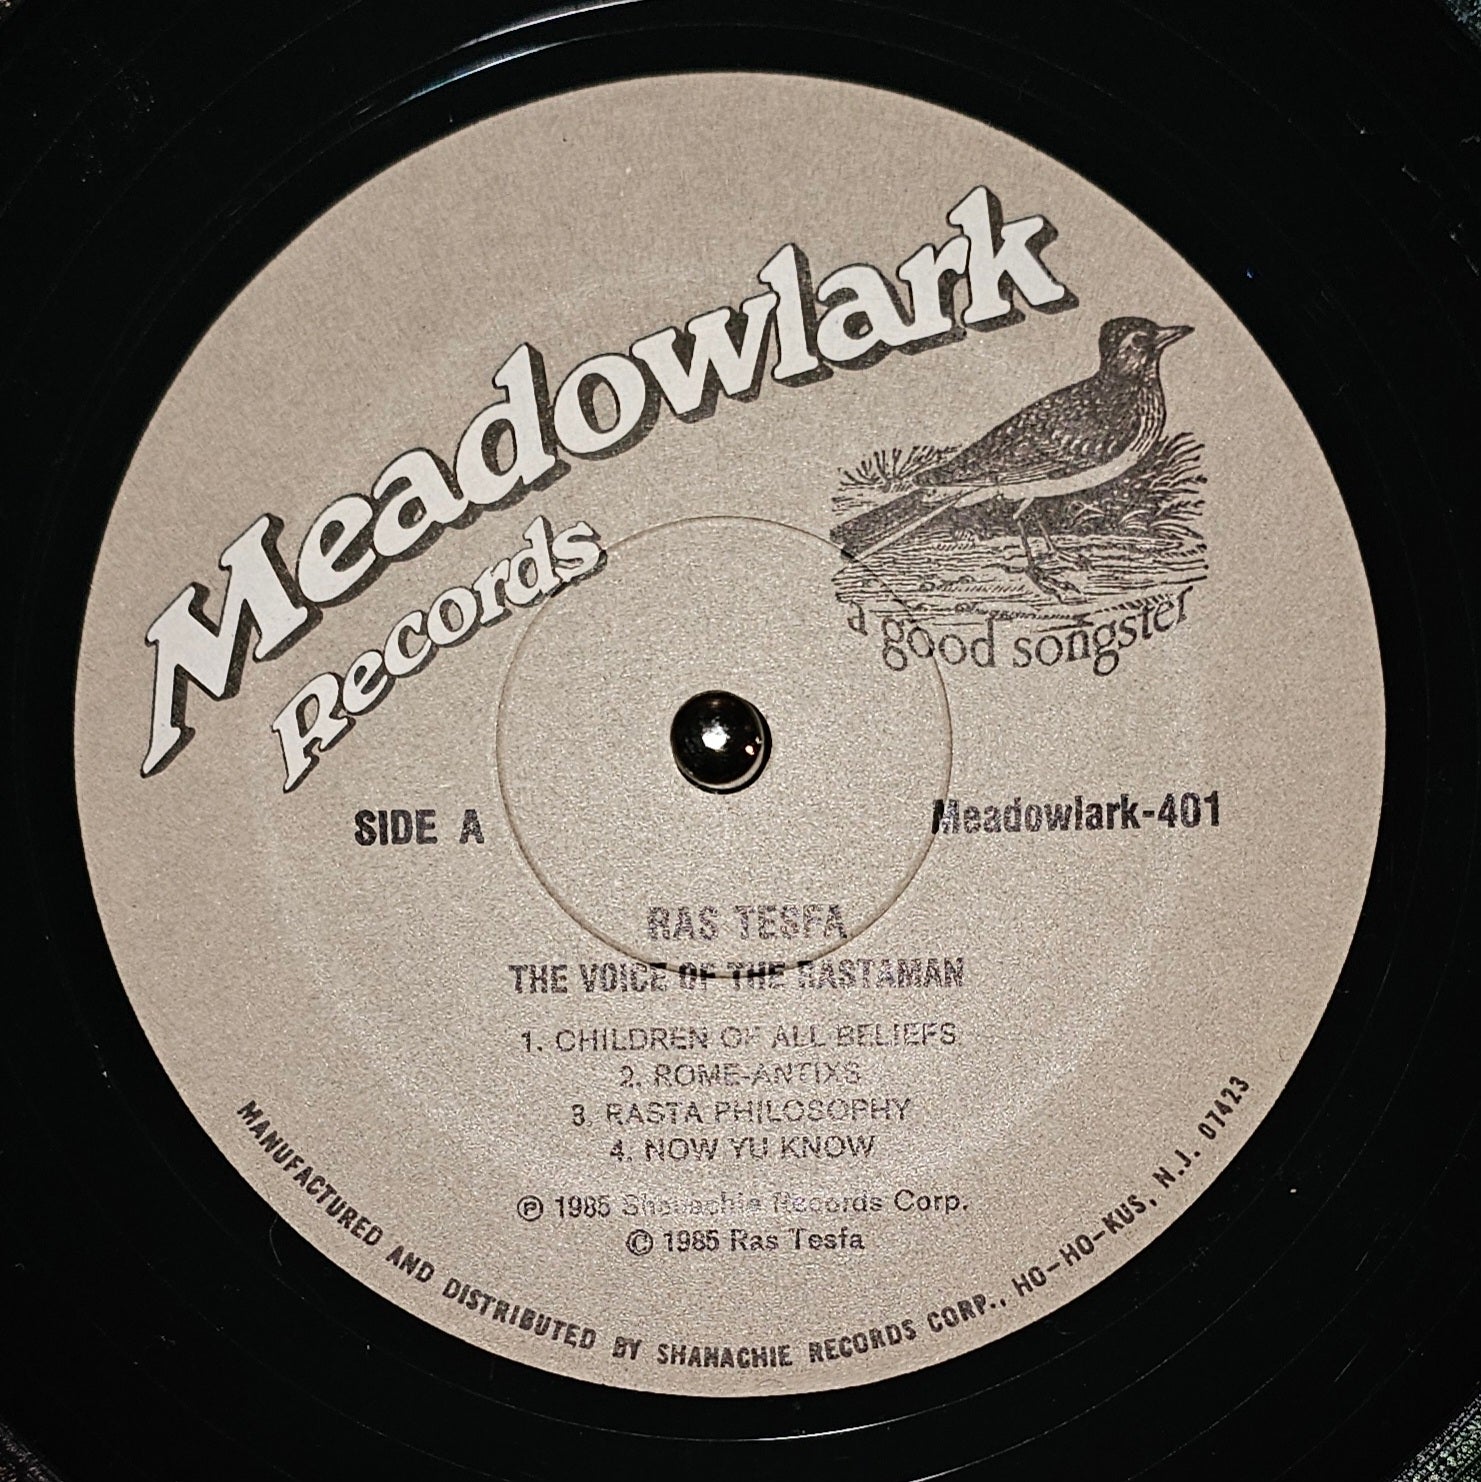 Meadowlark
Records
a good songster
SIDE A
Meadowlark-401
RAS TESFA
THE VOICE OF THE RASTAMAN
1. CHILDREN OF ALL BELIEFS
2. ROME-ANTIXS
3. RASTA PHILOSOPHY
4. NOW YU KNOW
℗ 1985 Shanachie Records Corp.
© 1985 Ras Tesfa
MANUFACTURED AND DISTRIBUTED BY SHANACHIE RECORDS CORP., HO-HO-KUS, N.J. 07423